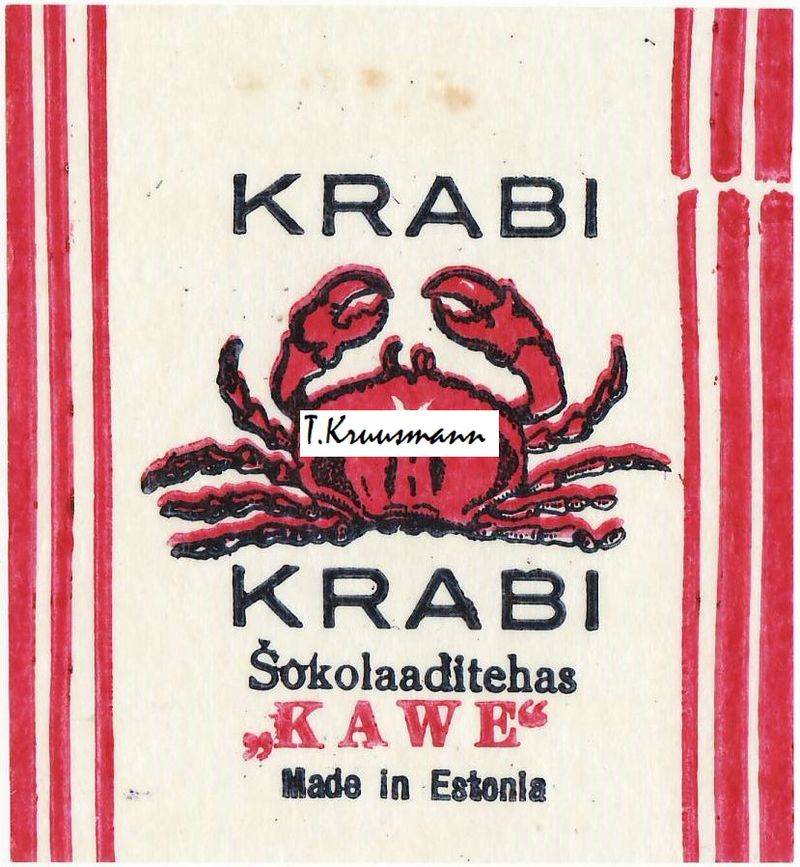 KRABI
T.Kruusmann
KRABI
Šokolaaditehas
„KAWE“
Made in Estonia